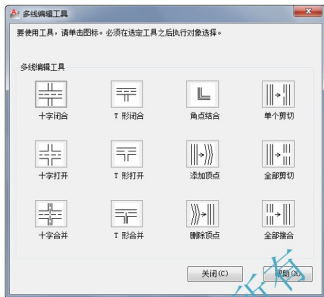 多线编辑工具
要使用工具，请单击图标。必须在选定工具之后执行对象选择。
多线编辑工具
十字闭合
T 形闭合
角点结合
单个剪切
十字打开
T 形打开
添加顶点
全部剪切
十字合并
T 形合并
删除顶点
全部接合
关闭(C)
帮助(H)
所有